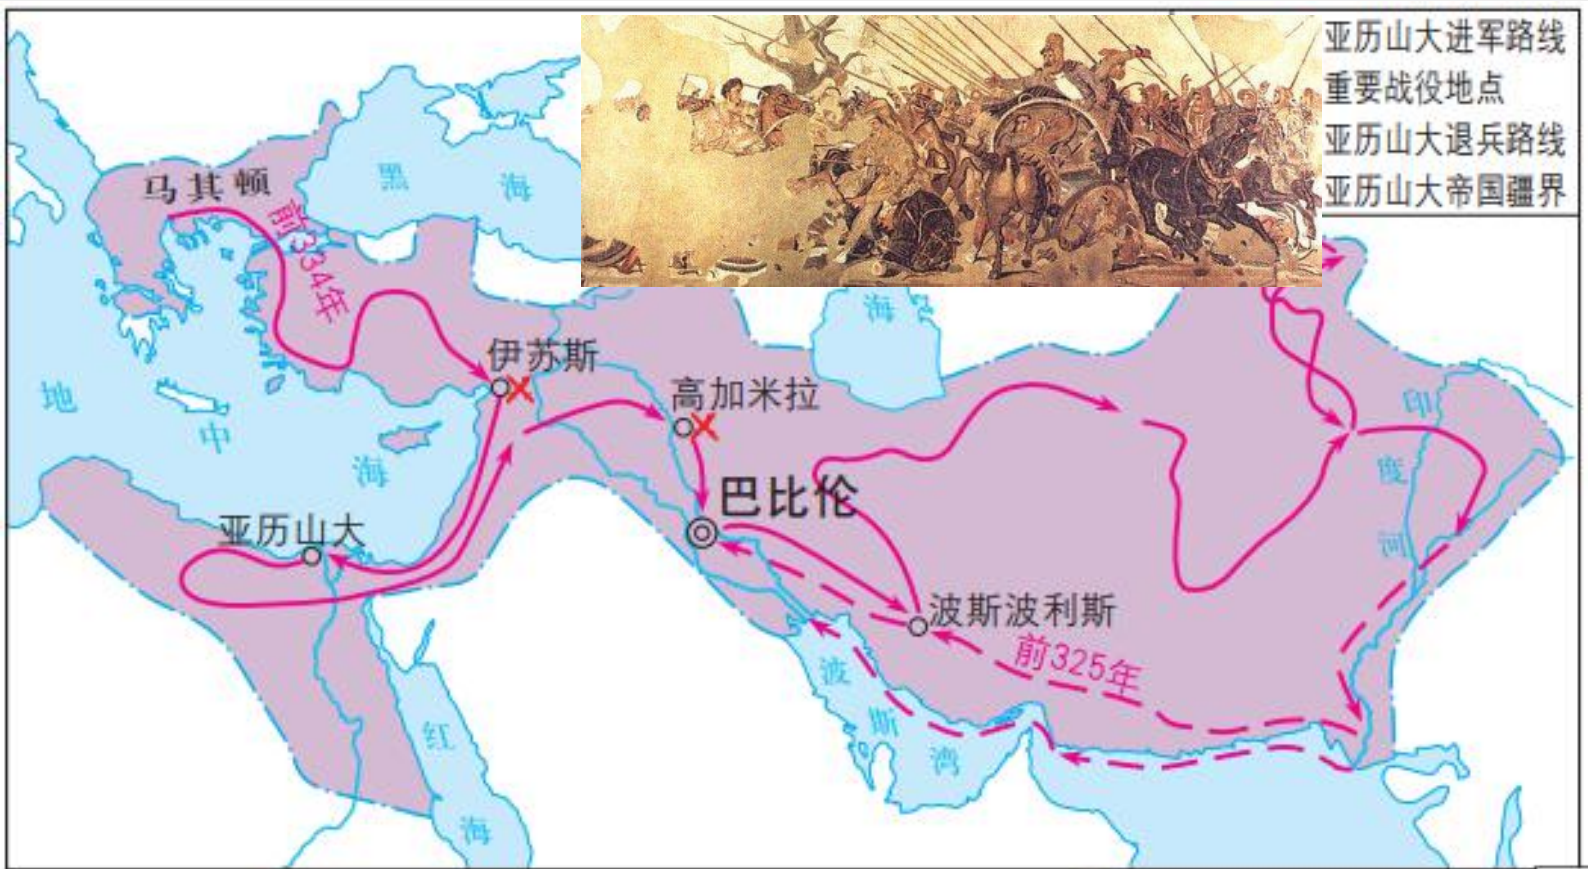 亚历山大进军路线
重要战役地点
亚历山大退兵路线
亚历山大帝国疆界
马其顿
黑海
前334年
伊苏斯
海
高加米拉
地中海
印度河
巴比伦
亚历山大
波斯波利斯
前325年
波斯湾
红海